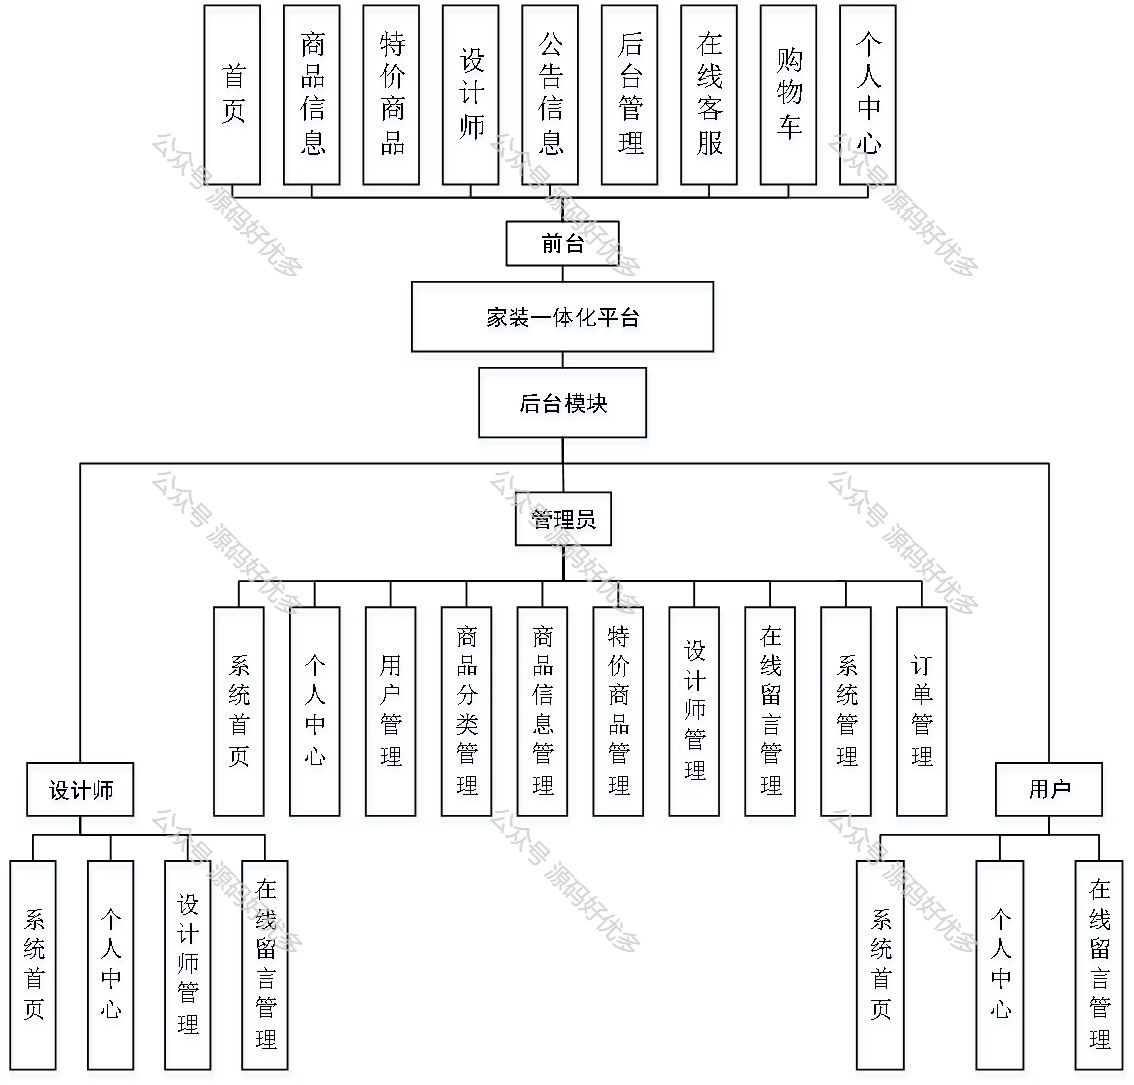 首页
商品信息
特价商品
设计师
公告信息
后台管理
在线客服
购物车
个人中心
前台
家装一体化平台
后台模块
管理员
系统首页
个人中心
用户管理
商品分类管理
商品信息管理
特价商品管理
设计师管理
在线留言管理
系统管理
订单管理
设计师
用户
系统首页
个人中心
设计师管理
在线留言管理
系统首页
个人中心
在线留言管理
公众号 源码好优多
公众号 源码好优多
公众号 源码好优多
公众号 源码好优多
公众号 源码好优多
公众号 源码好优多
公众号 源码好优多
公众号 源码好优多
公众号 源码好优多